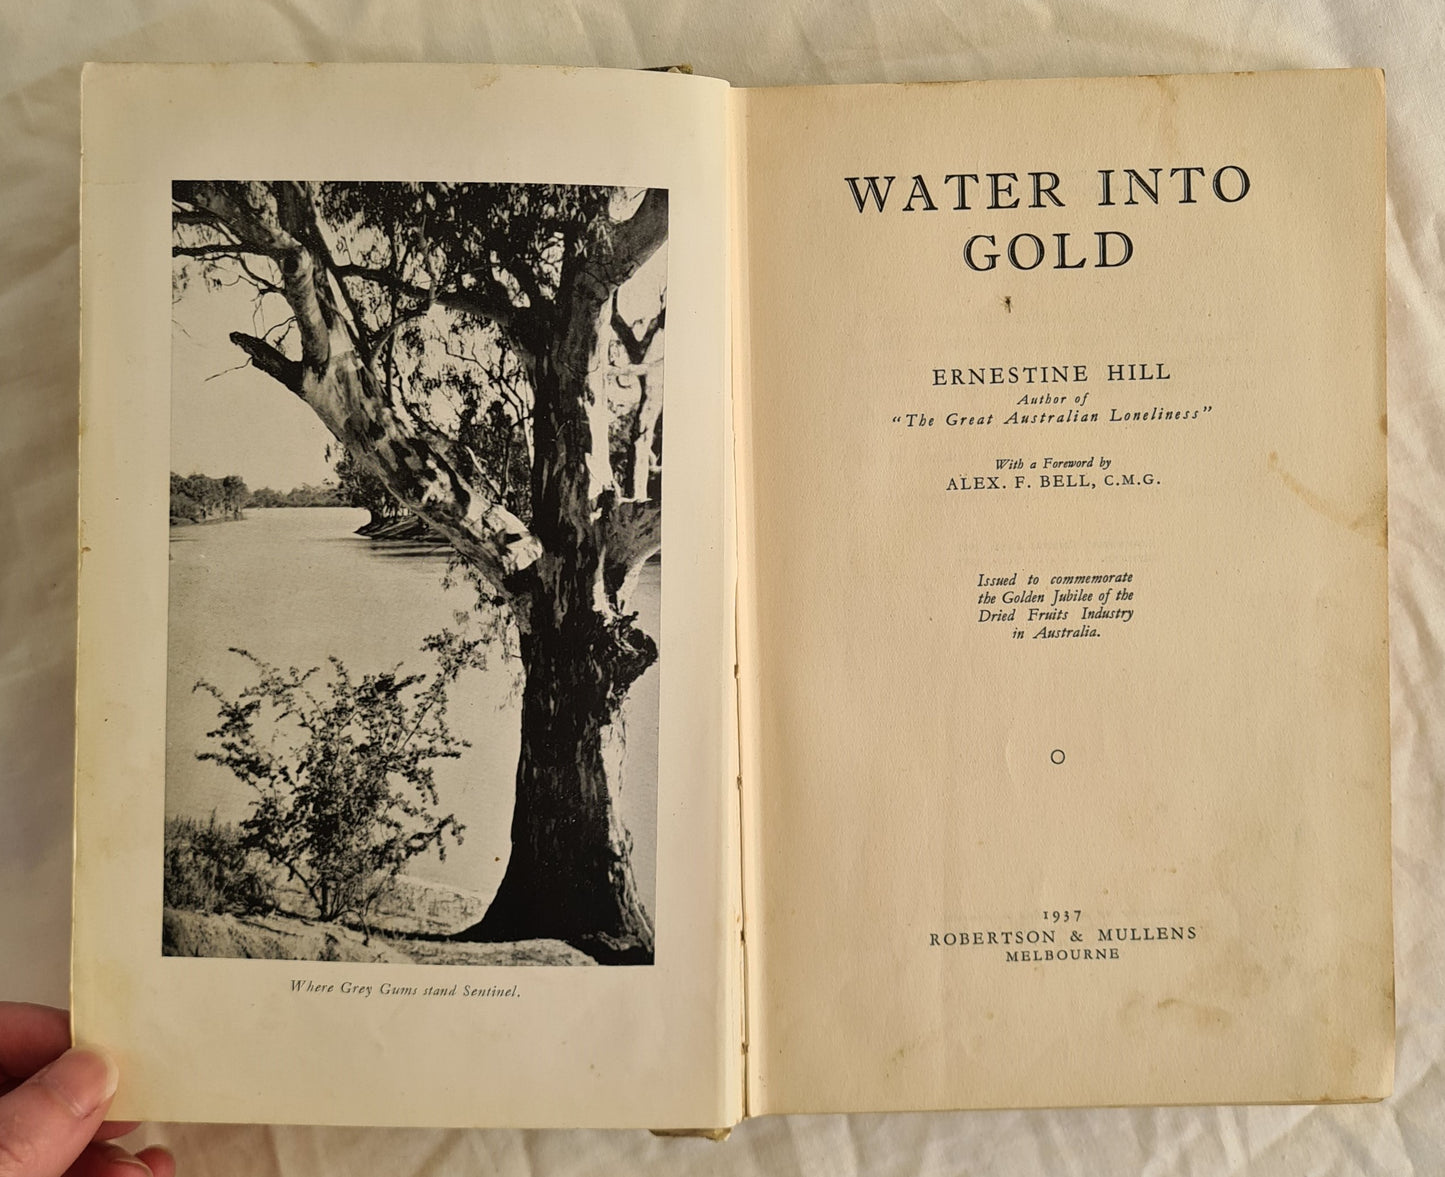 Where Grey Gums stand Sentinel.
WATER INTO
GOLD
ERNESTINE HILL
Author of
"The Great Australian Loneliness"
With a Foreword by
ALEX. F. BELL, C.M.G.
Issued to commemorate
the Golden Jubilee of the
Dried Fruits Industry
in Australia.
1937
ROBERTSON & MULLENS
MELBOURNE